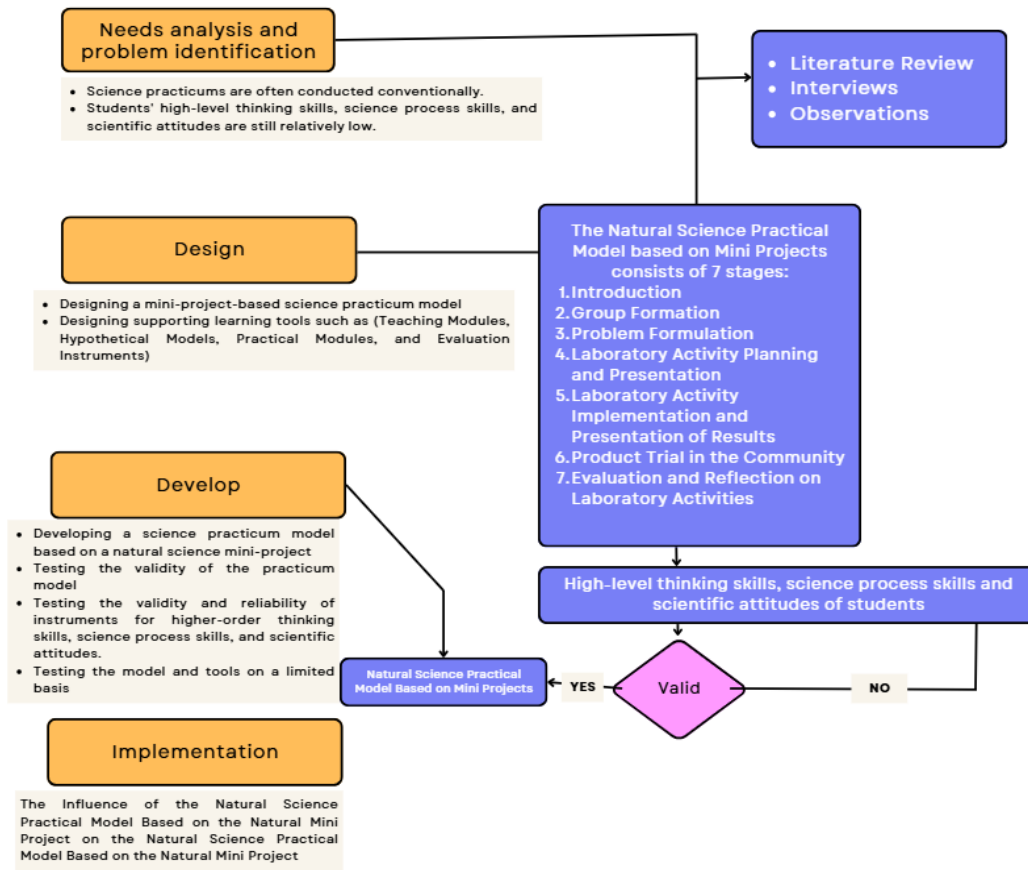 Needs analysis and
problem identification
• Science practicums are often conducted conventionally.
• Students' high-level thinking skills, science process skills, and
scientific attitudes are still relatively low.
• Literature Review
• Interviews
• Observations
Design
• Designing a mini-project-based science practicum model
• Designing supporting learning tools such as (Teaching Modules,
Hypothetical Models, Practical Modules, and Evaluation
Instruments)
The Natural Science Practical
Model based on Mini Projects
consists of 7 stages:
1. Introduction
2. Group Formation
3. Problem Formulation
4. Laboratory Activity Planning
and Presentation
5. Laboratory Activity
Implementation and
Presentation of Results
6. Product Trial in the Community
7. Evaluation and Reflection on
Laboratory Activities
Develop
• Developing a science practicum model
based on a natural science mini-project
• Testing the validity of the practicum
model
• Testing the validity and reliability of
instruments for higher-order thinking
skills, science process skills, and scientific
attitudes.
• Testing the model and tools on a limited
basis
High-level thinking skills, science process skills and
scientific attitudes of students
Natural Science Practical
Model Based on Mini Projects
YES
Valid
NO
Implementation
The Influence of the Natural Science
Practical Model Based on the Natural Mini
Project on the Natural Science Practical
Model Based on the Natural Mini Project